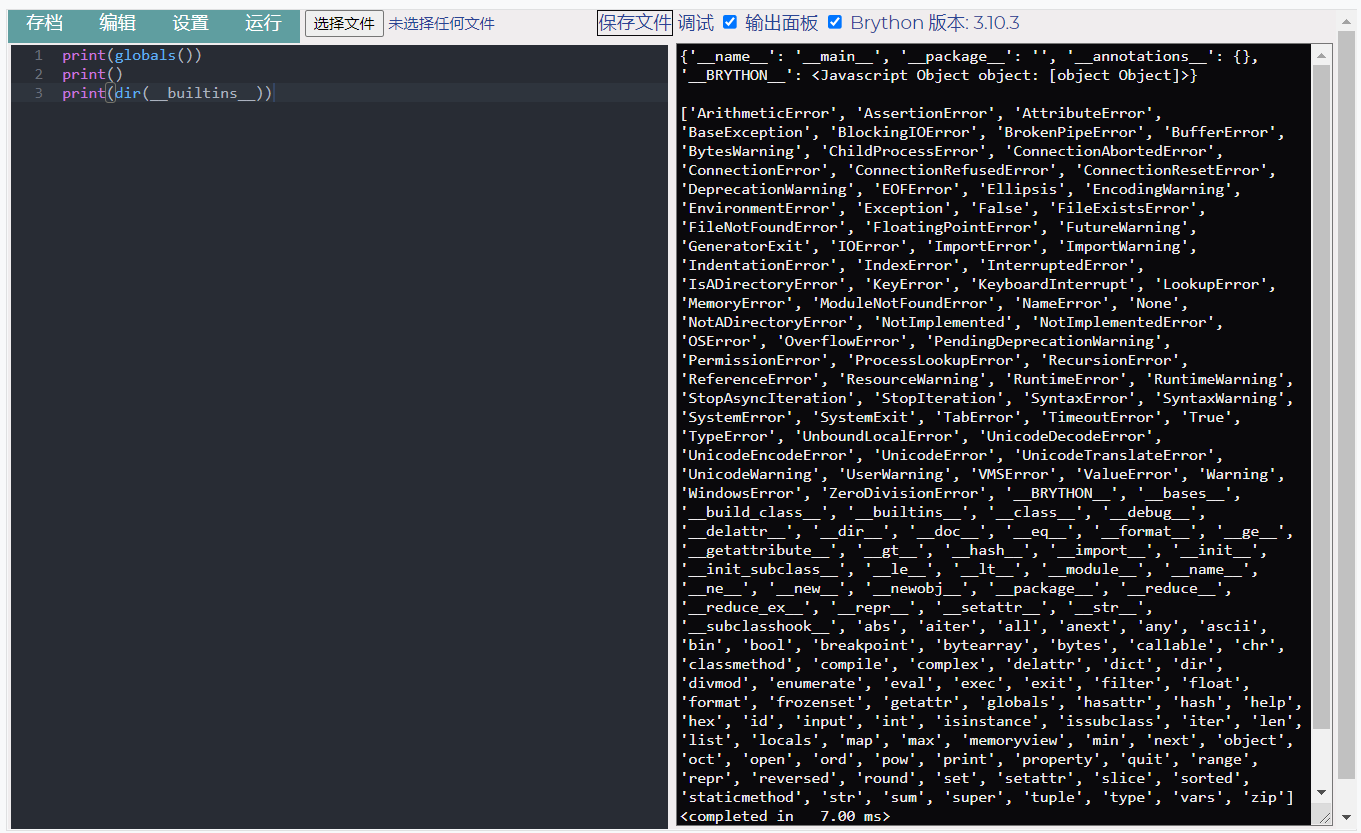 存档 编辑 设置 运行 选择文件 未选择任何文件 保存文件 调试 输出面板 Brython 版本: 3.10.3
1 print(globals())
2 print()
3 print(dir(__builtins__))
{'__name__': '__main__', '__package__': '', '__annotations__': {},
'__BRYTHON__': <Javascript Object object: [object Object]>}
['ArithmeticError', 'AssertionError', 'AttributeError',
'BaseException', 'BlockingIOError', 'BrokenPipeError', 'BufferError',
'BytesWarning', 'ChildProcessError', 'ConnectionAbortedError',
'ConnectionError', 'ConnectionRefusedError', 'ConnectionResetError',
'DeprecationWarning', 'EOFError', 'Ellipsis', 'EncodingWarning',
'EnvironmentError', 'Exception', 'False', 'FileExistsError',
'FileNotFoundError', 'FloatingPointError', 'FutureWarning',
'GeneratorExit', 'IOError', 'ImportError', 'ImportWarning',
'IndentationError', 'IndexError', 'InterruptedError',
'IsADirectoryError', 'KeyError', 'KeyboardInterrupt', 'LookupError',
'MemoryError', 'ModuleNotFoundError', 'NameError', 'None',
'NotADirectoryError', 'NotImplemented', 'NotImplementedError',
'OSError', 'OverflowError', 'PendingDeprecationWarning',
'PermissionError', 'ProcessLookupError', 'RecursionError',
'ReferenceError', 'ResourceWarning', 'RuntimeError', 'RuntimeWarning',
'StopAsyncIteration', 'StopIteration', 'SyntaxError', 'SyntaxWarning',
'SystemError', 'SystemExit', 'TabError', 'TimeoutError', 'True',
'TypeError', 'UnboundLocalError', 'UnicodeDecodeError',
'UnicodeEncodeError', 'UnicodeError', 'UnicodeTranslateError',
'UnicodeWarning', 'UserWarning', 'VMSError', 'ValueError', 'Warning',
'WindowsError', 'ZeroDivisionError', '__BRYTHON__', '__bases__',
'__build_class__', '__builtins__', '__class__', '__debug__',
'__delattr__', '__dir__', '__doc__', '__eq__', '__format__', '__ge__',
'__getattribute__', '__gt__', '__hash__', '__import__', '__init__',
'__init_subclass__', '__le__', '__lt__', '__module__', '__name__',
'__ne__', '__new__', '__newobj__', '__package__', '__reduce__',
'__reduce_ex__', '__repr__', '__setattr__', '__str__',
'__subclasshook__', 'abs', 'aiter', 'all', 'anext', 'any', 'ascii',
'bin', 'bool', 'breakpoint', 'bytearray', 'bytes', 'callable', 'chr',
'classmethod', 'compile', 'complex', 'delattr', 'dict', 'dir',
'divmod', 'enumerate', 'eval', 'exec', 'exit', 'filter', 'float',
'format', 'frozenset', 'getattr', 'globals', 'hasattr', 'hash', 'help',
'hex', 'id', 'input', 'int', 'isinstance', 'issubclass', 'iter', 'len',
'list', 'locals', 'map', 'max', 'memoryview', 'min', 'next', 'object',
'oct', 'open', 'ord', 'pow', 'print', 'property', 'quit', 'range',
'repr', 'reversed', 'round', 'set', 'setattr', 'slice', 'sorted',
'staticmethod', 'str', 'sum', 'super', 'tuple', 'type', 'vars', 'zip']
<completed in   7.00 ms>